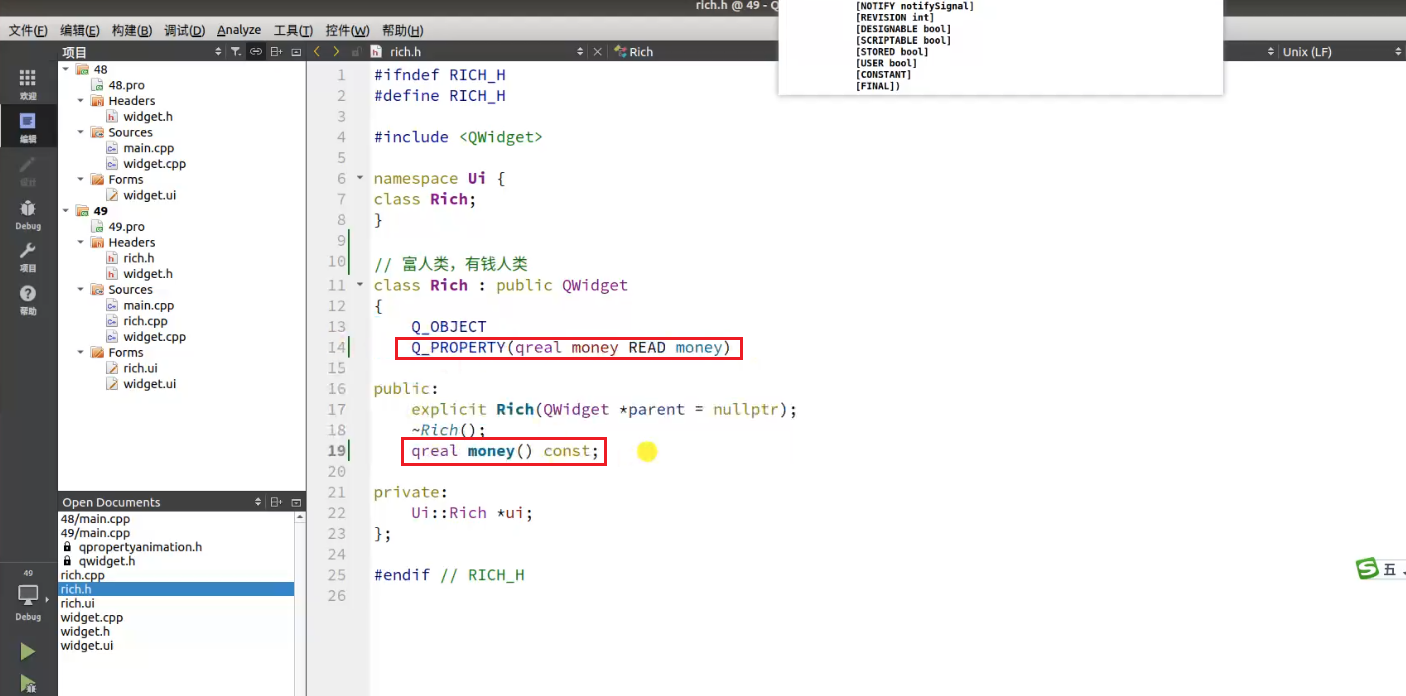 rich.h @ 49 - Q
文件(F) 编辑(E) 构建(B) 调试(D) Analyze 工具(T) 控件(W) 帮助(H)
[NOTIFY notifySignal]
[REVISION int]
[DESIGNABLE bool]
[SCRIPTABLE bool]
[STORED bool]
[USER bool]
[CONSTANT]
[FINAL])
项目
rich.h
Rich
Unix (LF)
欢迎
编辑
设计
Debug
项目
帮助
48
48.pro
Headers
widget.h
Sources
main.cpp
widget.cpp
Forms
widget.ui
49
49.pro
Headers
rich.h
widget.h
Sources
main.cpp
rich.cpp
widget.cpp
Forms
rich.ui
widget.ui
Open Documents
48/main.cpp
49/main.cpp
qpropertyanimation.h
qwidget.h
rich.cpp
rich.h
rich.ui
widget.cpp
widget.h
widget.ui
49
Debug
1 #ifndef RICH_H
2 #define RICH_H
3
4 #include <QWidget>
5
6 namespace Ui {
7 class Rich;
8 }
9
10 // 富人类，有钱人类
11 class Rich : public QWidget
12 {
13 Q_OBJECT
14 Q_PROPERTY(qreal money READ money)
15
16 public:
17 explicit Rich(QWidget *parent = nullptr);
18 ~Rich();
19 qreal money() const;
20
21 private:
22 Ui::Rich *ui;
23 };
24
25 #endif // RICH_H
26
S 五